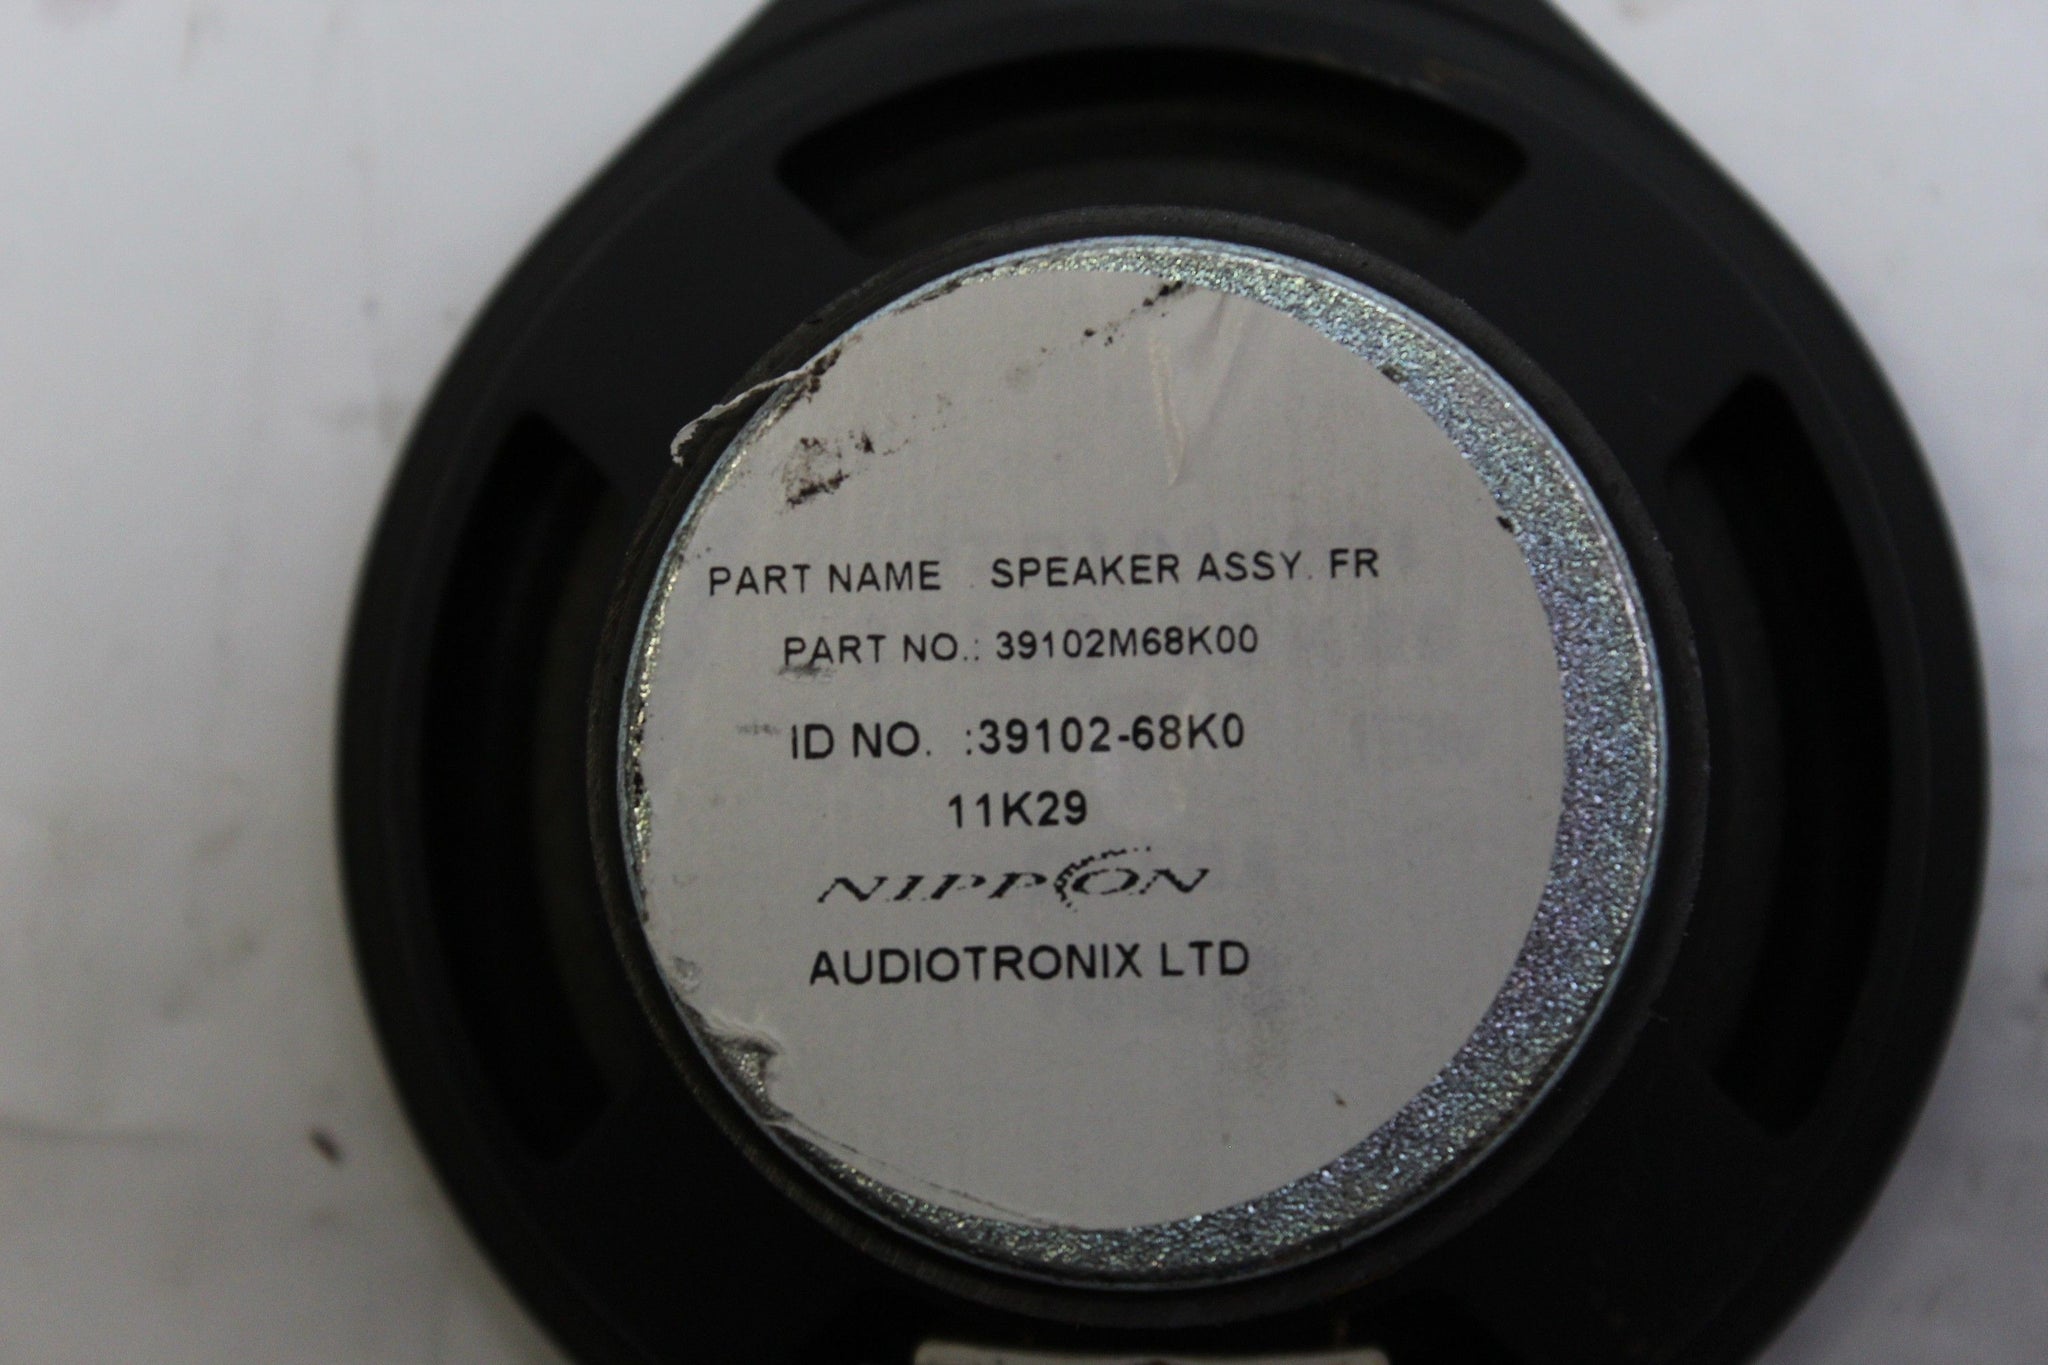 PART NAME . SPEAKER ASSY. FR
PART NO.: 39102M68K00
ID NO. :39102-68K0
11K29
NIPPON
AUDIOTRONIX LTD